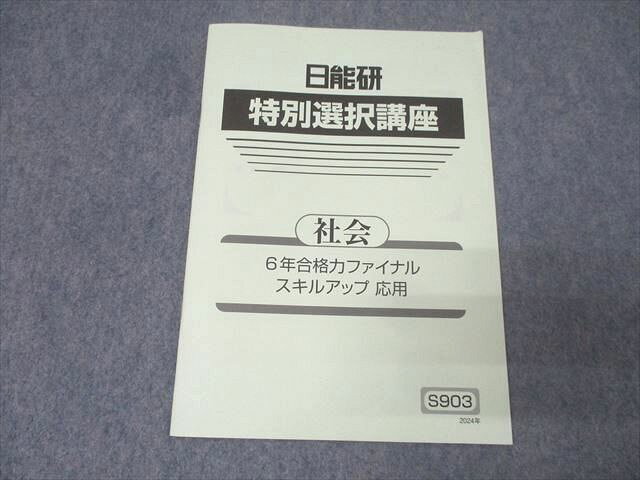 日能研
特別選択講座
社会
6年合格力ファイナル
スキルアップ 応用
S903
2024年